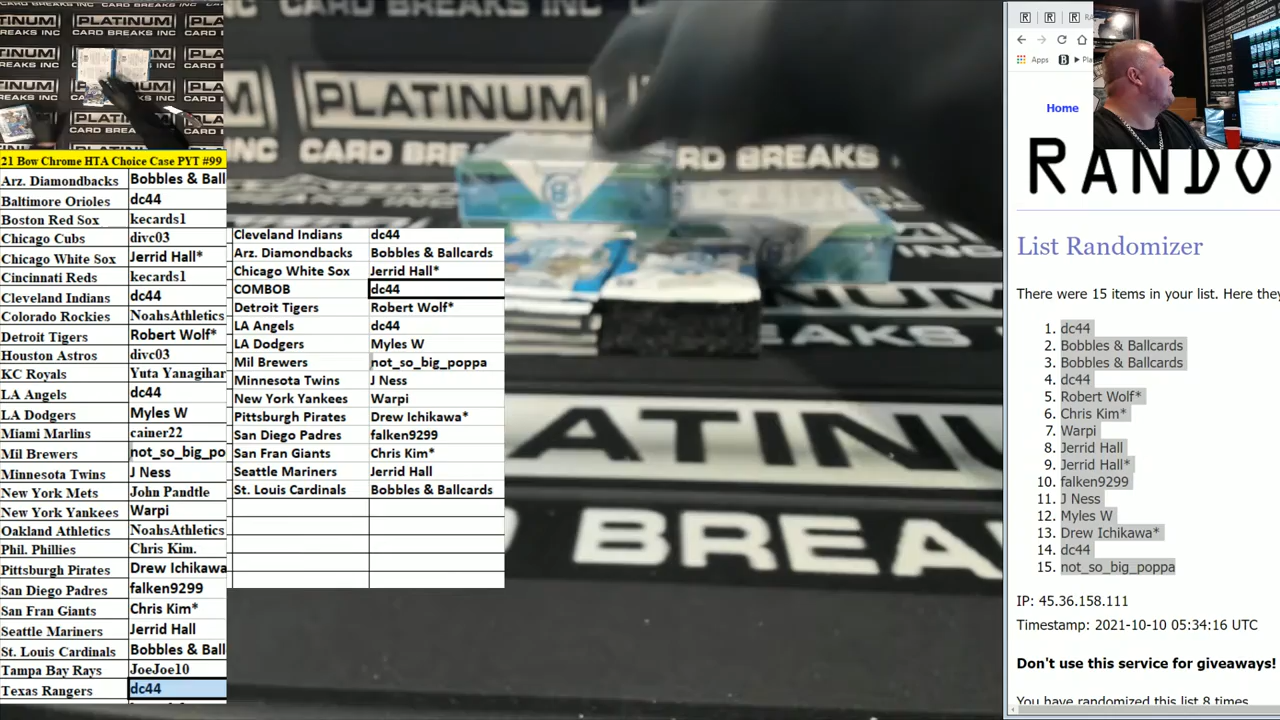 PLATINUM
CARD BREAKS INC
PLATINUM
CARD BREAKS
RD BREAKS
ATINUM
BREA
21 Bow Chrome HTA Choice Case PYT #99
Arz. Diamondbacks Bobbles & Ball
Baltimore Orioles dc44
Boston Red Sox kecards1
Chicago Cubs divc03
Chicago White Sox Jerrid Hall*
Cincinnati Reds kecards1
Cleveland Indians dc44
Colorado Rockies NoahsAthletics
Detroit Tigers Robert Wolf*
Houston Astros divc03
KC Royals Yuta Yanagihar
LA Angels dc44
LA Dodgers Myles W
Miami Marlins cainer22
Mil Brewers not_so_big_po
Minnesota Twins J Ness
New York Mets John Pandtle
New York Yankees Warpi
Oakland Athletics NoahsAthletics
Phil. Phillies Chris Kim.
Pittsburgh Pirates Drew Ichikawa
San Diego Padres falken9299
San Fran Giants Chris Kim*
Seattle Mariners Jerrid Hall
St. Louis Cardinals Bobbles & Ball
Tampa Bay Rays JoeJoe10
Texas Rangers dc44
Cleveland Indians dc44
Arz. Diamondbacks Bobbles & Ballcards
Chicago White Sox Jerrid Hall*
COMBOB dc44
Detroit Tigers Robert Wolf*
LA Angels dc44
LA Dodgers Myles W
Mil Brewers not_so_big_poppa
Minnesota Twins J Ness
New York Yankees Warpi
Pittsburgh Pirates Drew Ichikawa*
San Diego Padres falken9299
San Fran Giants Chris Kim*
Seattle Mariners Jerrid Hall
St. Louis Cardinals Bobbles & Ballcards
Apps
Home
RANDO
List Randomizer
There were 15 items in your list. Here they
1. dc44
2. Bobbles & Ballcards
3. Bobbles & Ballcards
4. dc44
5. Robert Wolf*
6. Chris Kim*
7. Warpi
8. Jerrid Hall
9. Jerrid Hall*
10. falken9299
11. J Ness
12. Myles W
13. Drew Ichikawa*
14. dc44
15. not_so_big_poppa
IP: 45.36.158.111
Timestamp: 2021-10-10 05:34:16 UTC
Don't use this service for giveaways!
You have randomized this list 8 times